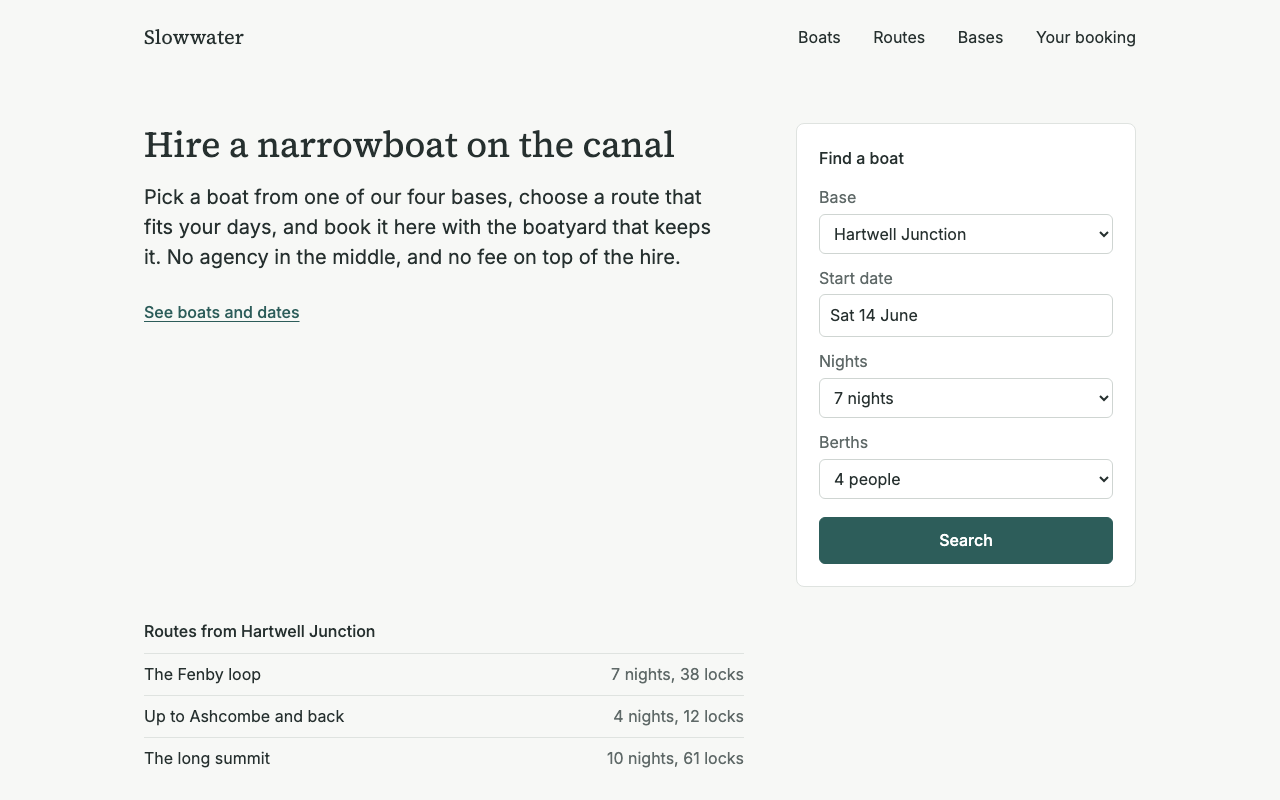 Slowwater
Boats
Routes
Bases
Your booking
Hire a narrowboat on the canal
Pick a boat from one of our four bases, choose a route that
fits your days, and book it here with the boatyard that keeps
it. No agency in the middle, and no fee on top of the hire.
See boats and dates
Find a boat
Base
Hartwell Junction
Start date
Sat 14 June
Nights
7 nights
Berths
4 people
Search
Routes from Hartwell Junction
The Fenby loop
7 nights, 38 locks
Up to Ashcombe and back
4 nights, 12 locks
The long summit
10 nights, 61 locks